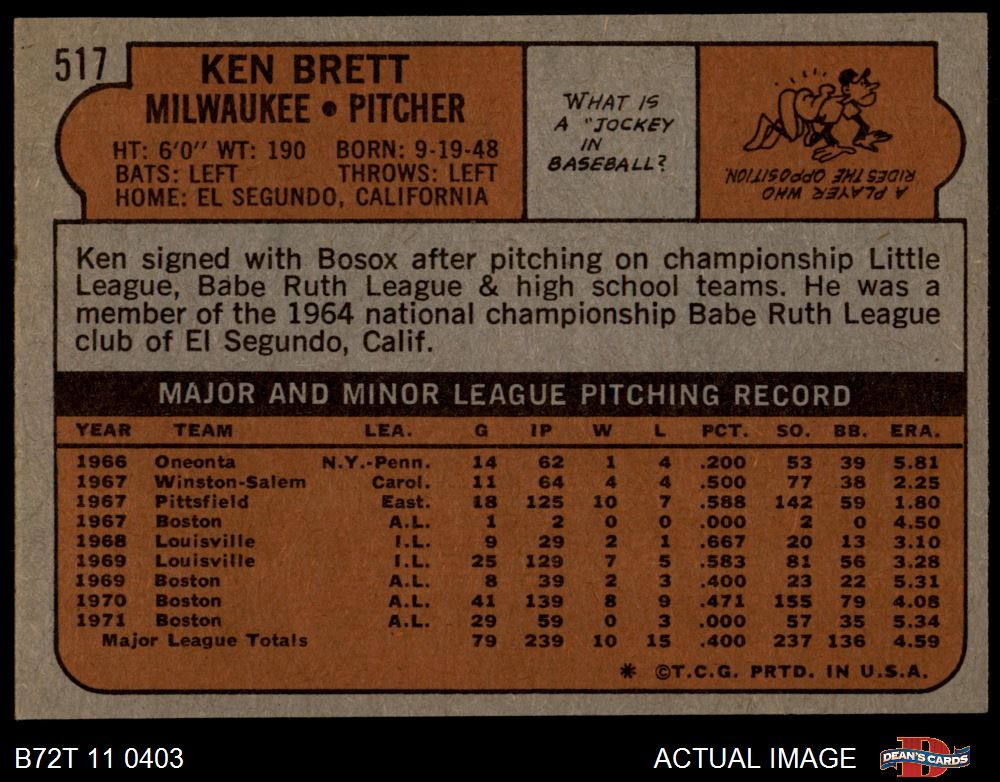 517
KEN BRETT
MILWAUKEE • PITCHER
HT: 6'0" WT: 190 BORN: 9-19-48
BATS: LEFT THROWS: LEFT
HOME: EL SEGUNDO, CALIFORNIA
WHAT IS
A "JOCKEY
IN
BASEBALL?
A PLAYER WHO
RIDES THE OPPOSITION.
Ken signed with Bosox after pitching on championship Little
League, Babe Ruth League & high school teams. He was a
member of the 1964 national championship Babe Ruth League
club of El Segundo, Calif.
MAJOR AND MINOR LEAGUE PITCHING RECORD
YEAR TEAM LEA. G IP W L PCT. SO. BB. ERA.
1966 Oneonta N.Y.-Penn. 14 62 1 4 .200 53 39 5.81
1967 Winston-Salem Carol. 11 64 4 4 .500 77 38 2.25
1967 Pittsfield East. 18 125 10 7 .588 142 59 1.80
1967 Boston A.L. 1 2 0 0 .000 2 0 4.50
1968 Louisville I.L. 9 29 2 1 .667 20 13 3.10
1969 Louisville I.L. 25 129 7 5 .583 81 56 3.28
1969 Boston A.L. 8 39 2 3 .400 23 22 5.31
1970 Boston A.L. 41 139 8 9 .471 155 79 4.08
1971 Boston A.L. 29 59 0 3 .000 57 35 5.34
Major League Totals 79 239 10 15 .400 237 136 4.59
* ©T.C.G. PRTD. IN U.S.A.
B72T 11 0403
ACTUAL IMAGE
DEAN'S CARDS